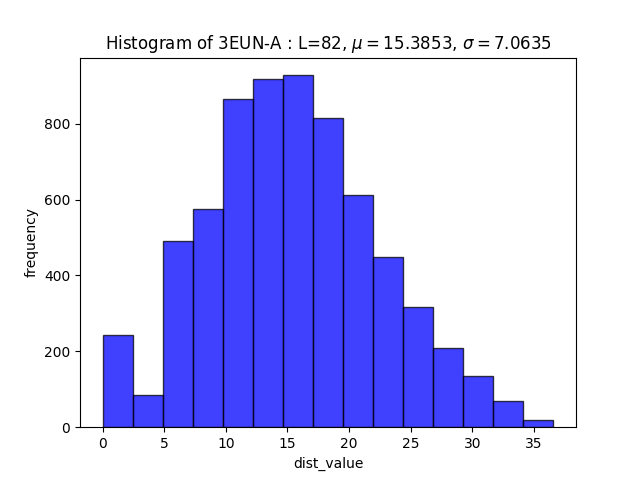 Histogram of 3EUN-A : L=82, μ = 15.3853, σ = 7.0635
800
600
400
200
0
frequency
0 5 10 15 20 25 30 35
dist_value